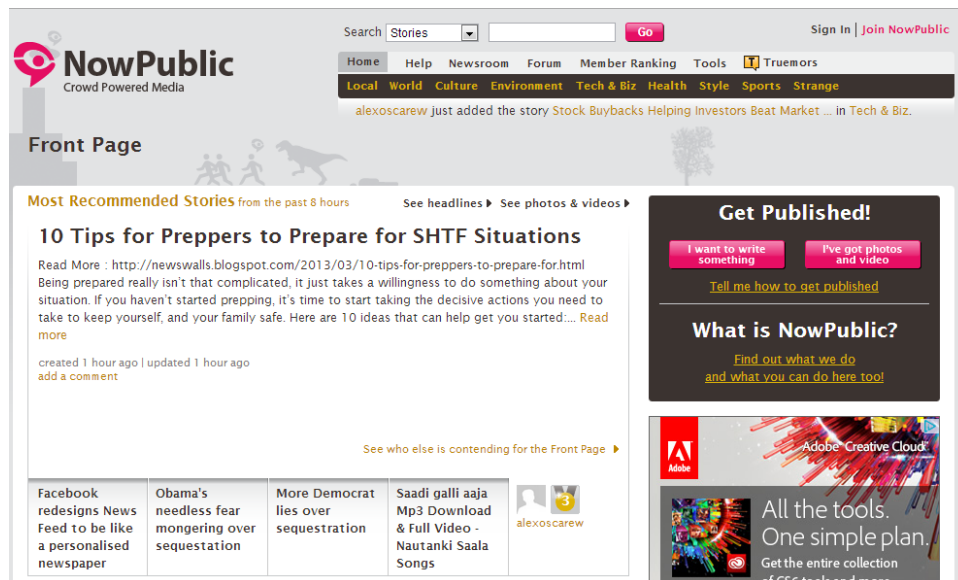 Search Stories Go
Sign In | Join NowPublic
NowPublic
Crowd Powered Media
Home Help Newsroom Forum Member Ranking Tools T Truemors
Local World Culture Environment Tech & Biz Health Style Sports Strange
alexoscarew just added the story Stock Buybacks Helping Investors Beat Market ... in Tech & Biz.
Front Page
Most Recommended Stories from the past 8 hours
See headlines See photos & videos
10 Tips for Preppers to Prepare for SHTF Situations
Read More : http://newswalls.blogspot.com/2013/03/10-tips-for-preppers-to-prepare-for.html
Being prepared really isn't that complicated, it just takes a willingness to do something about your
situation. If you haven't started prepping, it's time to start taking the decisive actions you need to
take to keep yourself, and your family safe. Here are 10 ideas that can help get you started:... Read
more
created 1 hour ago | updated 1 hour ago
add a comment
See who else is contending for the Front Page
Facebook
redesigns News
Feed to be like
a personalised
newspaper
Obama's
needless fear
mongering over
sequestation
More Democrat
lies over
sequestration
Saadi galli aaja
Mp3 Download
& Full Video -
Nautanki Saala
Songs
3
alexoscarew
Get Published!
I want to write
something
I've got photos
and video
Tell me how to get published
What is NowPublic?
Find out what we do
and what you can do here too!
Adobe
Adobe® Creative Cloud™
All the tools.
One simple plan.
Get the entire collection
of CS6 tools and more